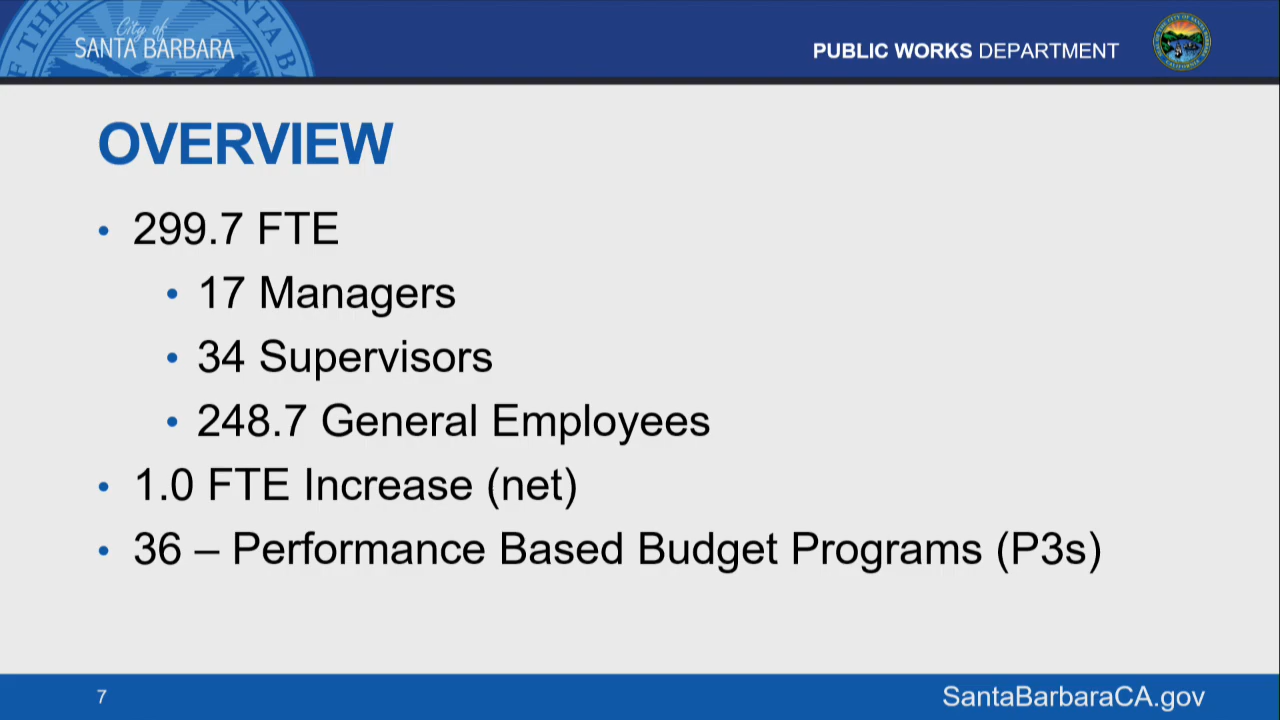 City of
SANTA BARBARA
PUBLIC WORKS DEPARTMENT
OVERVIEW
• 299.7 FTE
• 17 Managers
• 34 Supervisors
• 248.7 General Employees
• 1.0 FTE Increase (net)
• 36 – Performance Based Budget Programs (P3s)
7
SantaBarbaraCA.gov